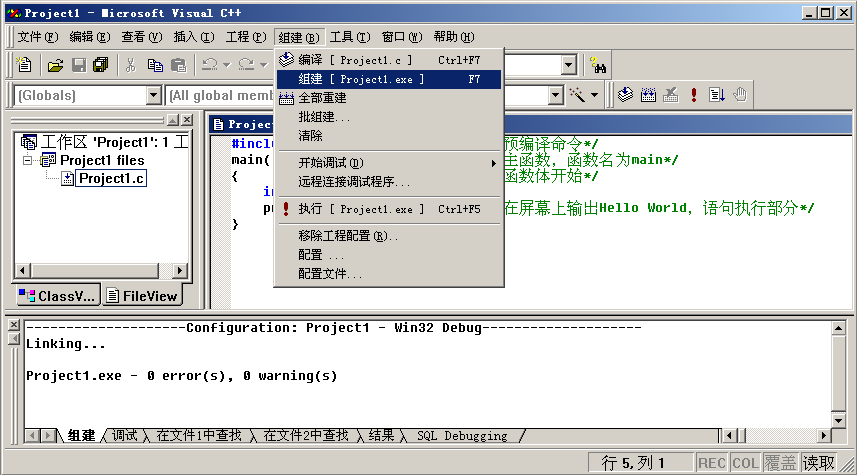 Project1 - Microsoft Visual C++
文件(F) 编辑(E) 查看(V) 插入(I) 工程(P) 组建(B) 工具(T) 窗口(W) 帮助(H)
编译 [ Project1.c ] Ctrl+F7
组建 [ Project1.exe ] F7
全部重建
批组建...
清除
开始调试(D)
远程连接调试程序...
执行 [ Project1.exe ] Ctrl+F5
移除工程配置(R)..
配置 ...
配置文件...
(Globals) (All global memb
工作区 'Project1': 1 工
Project1 files
Project1.c
ClassV... FileView
Projec
#inclu 预编译命令*/
main( 主函数, 函数名为main*/
{ 函数体开始*/
in
p 在屏幕上输出Hello World, 语句执行部分*/
}
--------------------Configuration: Project1 - Win32 Debug--------------------
Linking...
Project1.exe - 0 error(s), 0 warning(s)
组建 调试 在文件1中查找 在文件2中查找 结果 SQL Debugging
行 5, 列 1 REC COL 覆盖 读取